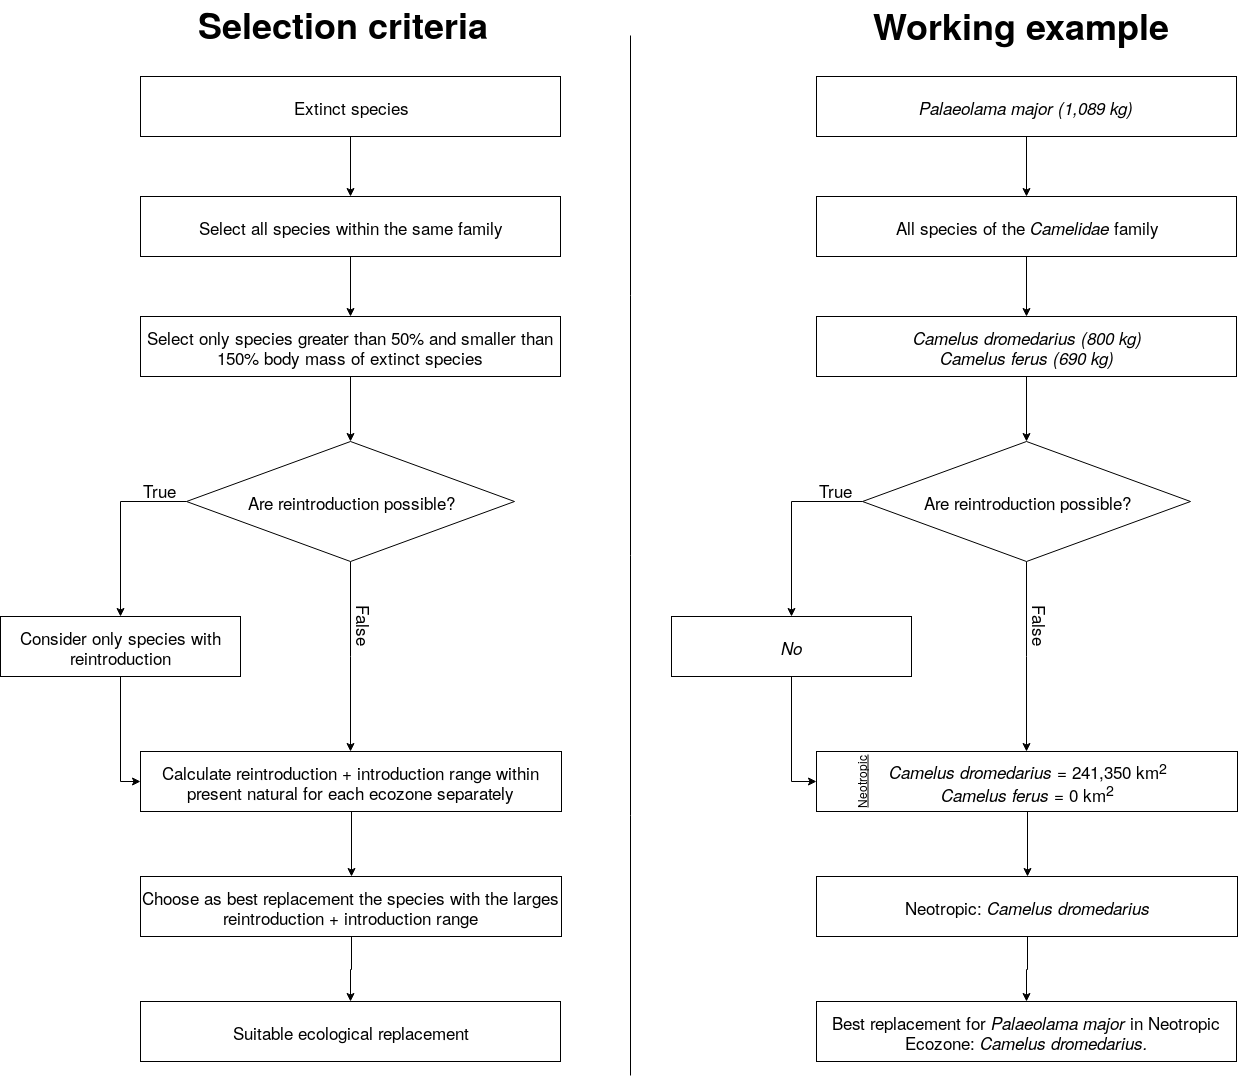 Selection criteria
Extinct species
Select all species within the same family
Select only species greater than 50% and smaller than
150% body mass of extinct species
Are reintroduction possible?
True
False
Consider only species with
reintroduction
Calculate reintroduction + introduction range within
present natural for each ecozone separately
Choose as best replacement the species with the larges
reintroduction + introduction range
Suitable ecological replacement
Working example
Palaeolama major (1,089 kg)
All species of the Camelidae family
Camelus dromedarius (800 kg)
Camelus ferus (690 kg)
Are reintroduction possible?
True
False
No
Neotropic
Camelus dromedarius = 241,350 km²
Camelus ferus = 0 km²
Neotropic: Camelus dromedarius
Best replacement for Palaeolama major in Neotropic
Ecozone: Camelus dromedarius.